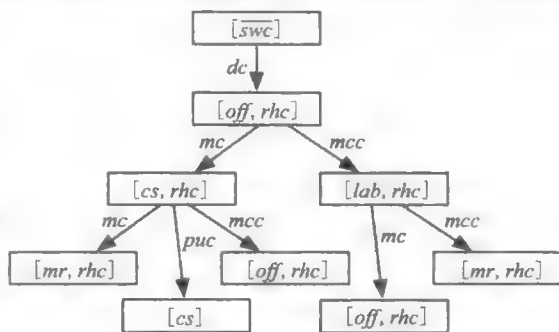 [s̅w̅c̅]
dc
[off, rhc]
mc mcc
[cs, rhc] [lab, rhc]
mc puc mcc mc mcc
[mr, rhc] [off, rhc] [mr, rhc]
[cs] [off, rhc]